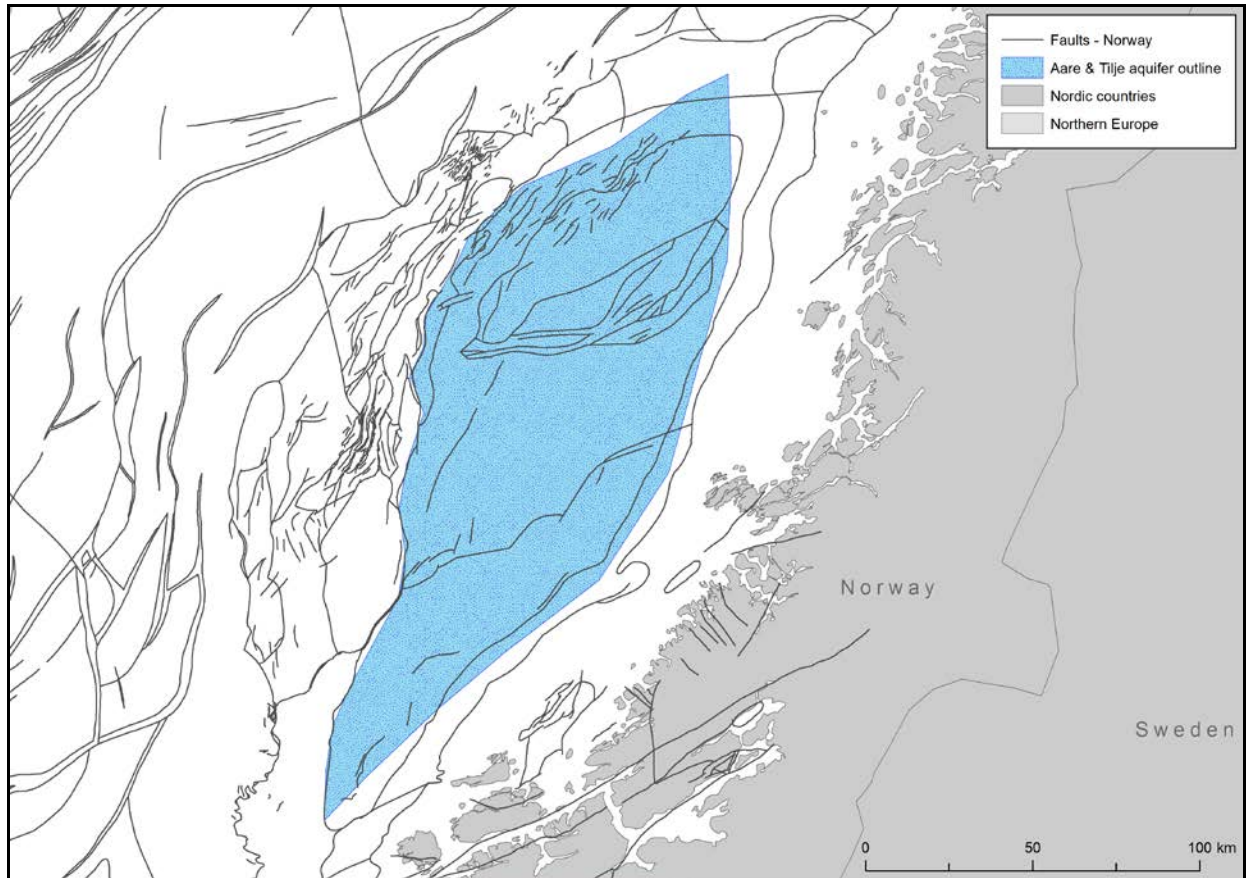 Faults - Norway
Aare & Tilje aquifer outline
Nordic countries
Northern Europe
Norway
Sweden
0 50 100 km